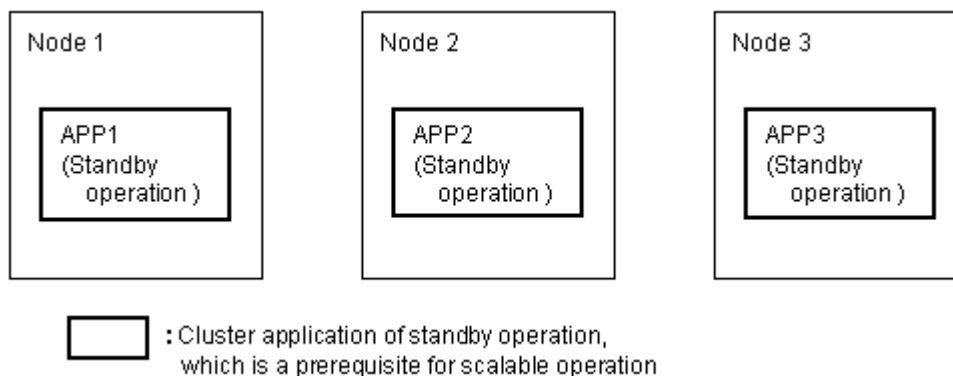 Node 1
APP1
(Standby
operation )
Node 2
APP2
(Standby
operation )
Node 3
APP3
(Standby
operation )
: Cluster application of standby operation,
which is a prerequisite for scalable operation